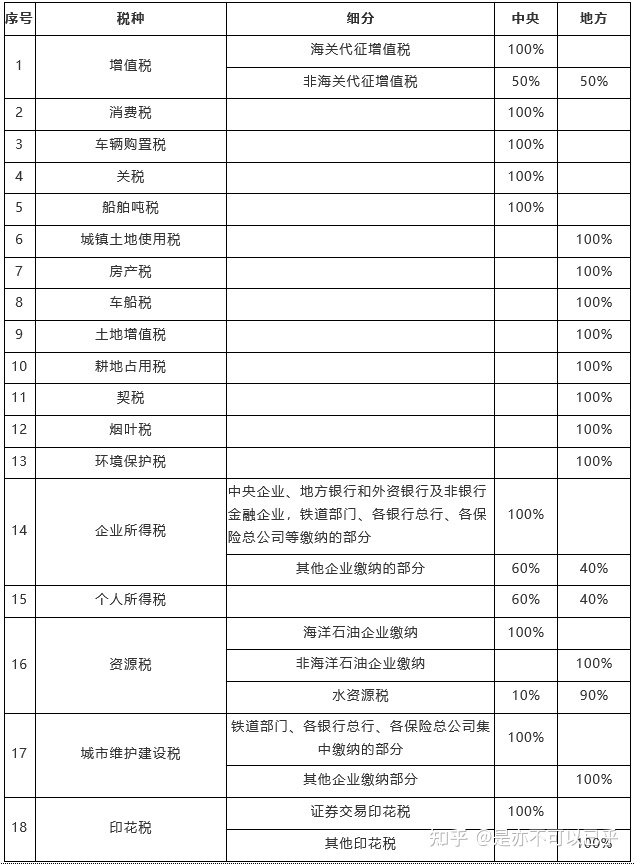 序号 税种 细分 中央 地方
1 增值税 海关代征增值税 100%
非海关代征增值税 50% 50%
2 消费税 100%
3 车辆购置税 100%
4 关税 100%
5 船舶吨税 100%
6 城镇土地使用税 100%
7 房产税 100%
8 车船税 100%
9 土地增值税 100%
10 耕地占用税 100%
11 契税 100%
12 烟叶税 100%
13 环境保护税 100%
14 企业所得税 中央企业、地方银行和外资银行及非银行
金融企业，铁道部门、各银行总行、各保
险总公司等缴纳的部分 100%
其他企业缴纳的部分 60% 40%
15 个人所得税 60% 40%
16 资源税 海洋石油企业缴纳 100%
非海洋石油企业缴纳 100%
水资源税 10% 90%
17 城市维护建设税 铁道部门、各银行总行、各保险总公司集
中缴纳的部分 100%
其他企业缴纳部分 100%
18 印花税 证券交易印花税 100%
其他印花税 100%
知乎 @是亦不可以已乎